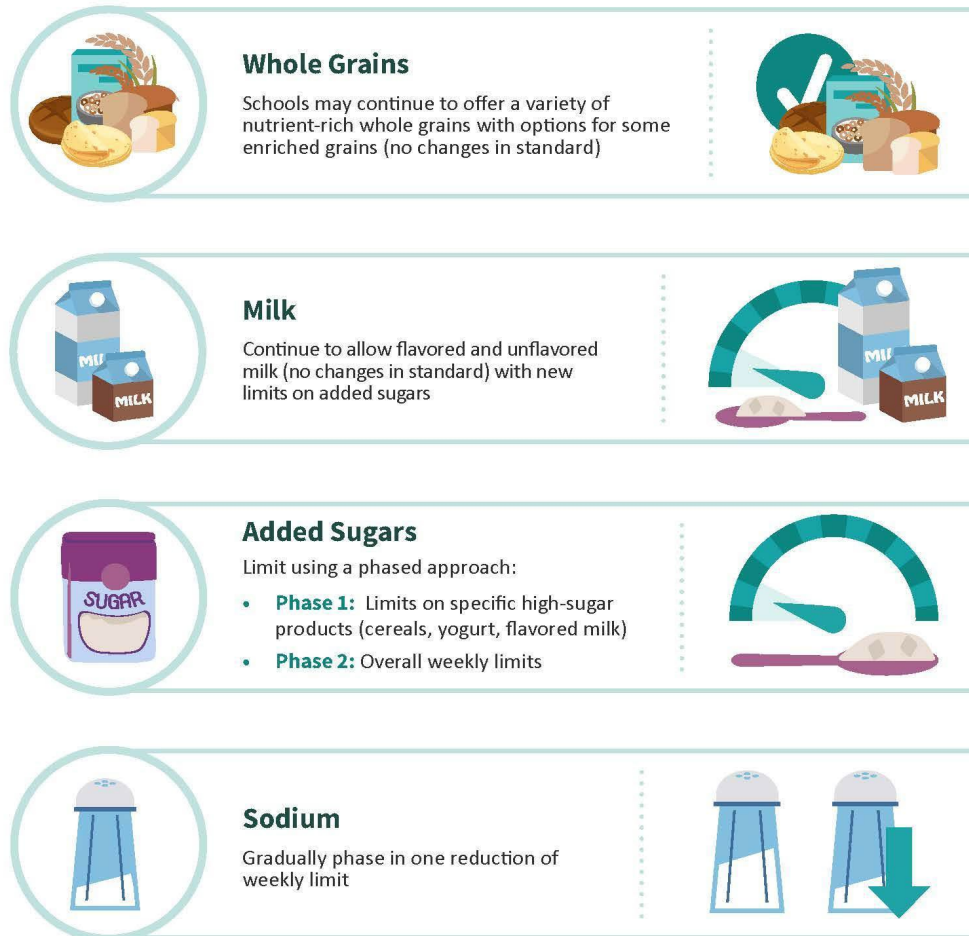 Whole Grains
Schools may continue to offer a variety of
nutrient-rich whole grains with options for some
enriched grains (no changes in standard)
Milk
Continue to allow flavored and unflavored
milk (no changes in standard) with new
limits on added sugars
MILK
MILK
Added Sugars
Limit using a phased approach:
• Phase 1: Limits on specific high-sugar
products (cereals, yogurt, flavored milk)
• Phase 2: Overall weekly limits
SUGAR
Sodium
Gradually phase in one reduction of
weekly limit